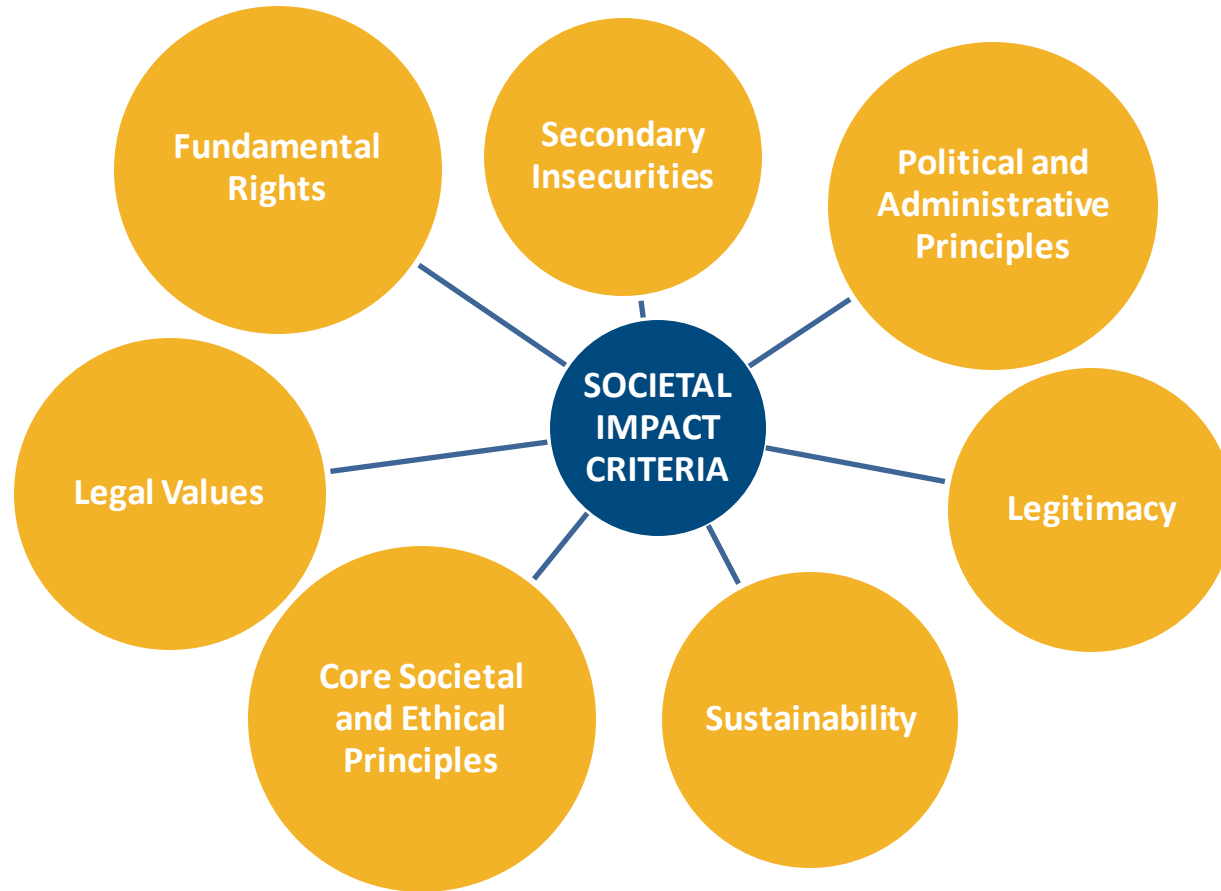 Fundamental
Rights
Secondary
Insecurities
Political and
Administrative
Principles
SOCIETAL
IMPACT
CRITERIA
Legal Values
Legitimacy
Core Societal
and Ethical
Principles
Sustainability